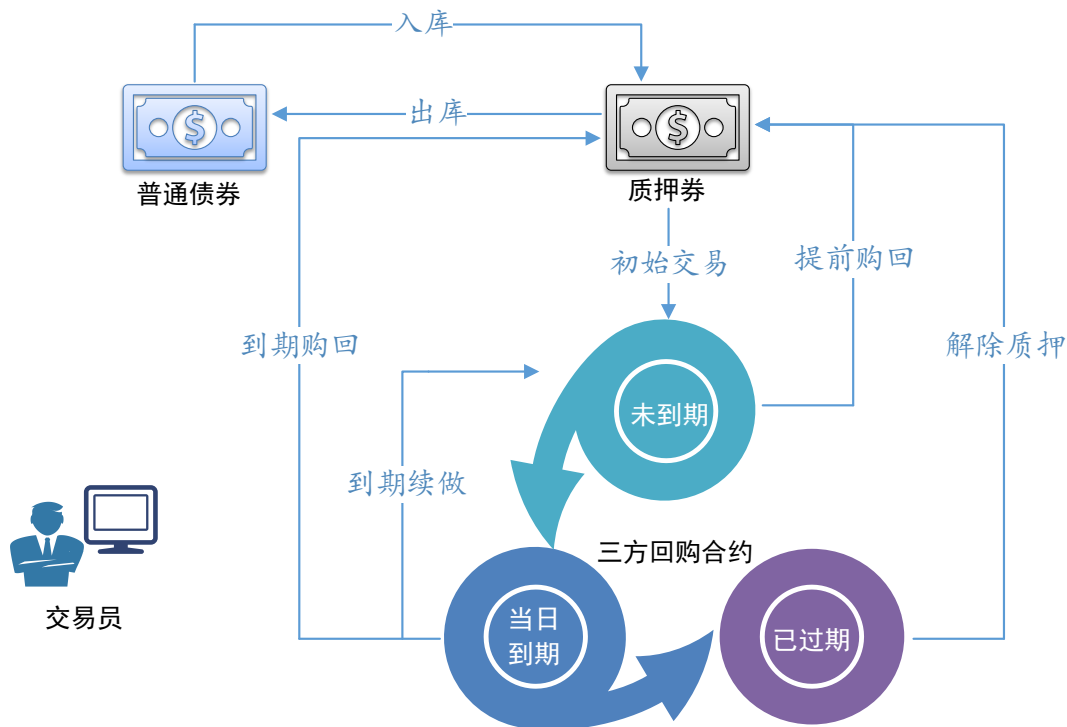 入库
出库
普通债券
质押券
初始交易
提前购回
到期购回
解除质押
未到期
到期续做
三方回购合约
交易员
当日
到期
已过期